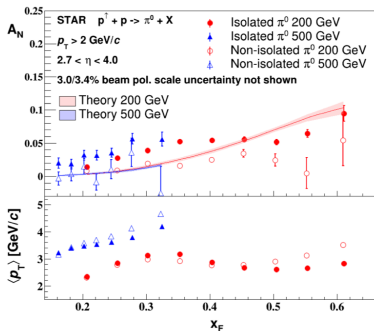 STAR p↑ + p -> π⁰ + X
p_T > 2 GeV/c
2.7 < η < 4.0
Isolated π⁰ 200 GeV
Isolated π⁰ 500 GeV
Non-isolated π⁰ 200 GeV
Non-isolated π⁰ 500 GeV
3.0/3.4% beam pol. scale uncertainty not shown
Theory 200 GeV
Theory 500 GeV
A_N
0.25
0.2
0.15
0.1
0.05
0
⟨p_T⟩ [GeV/c]
5
4
3
2
0.2 0.3 0.4 0.5 0.6 0.7
x_F